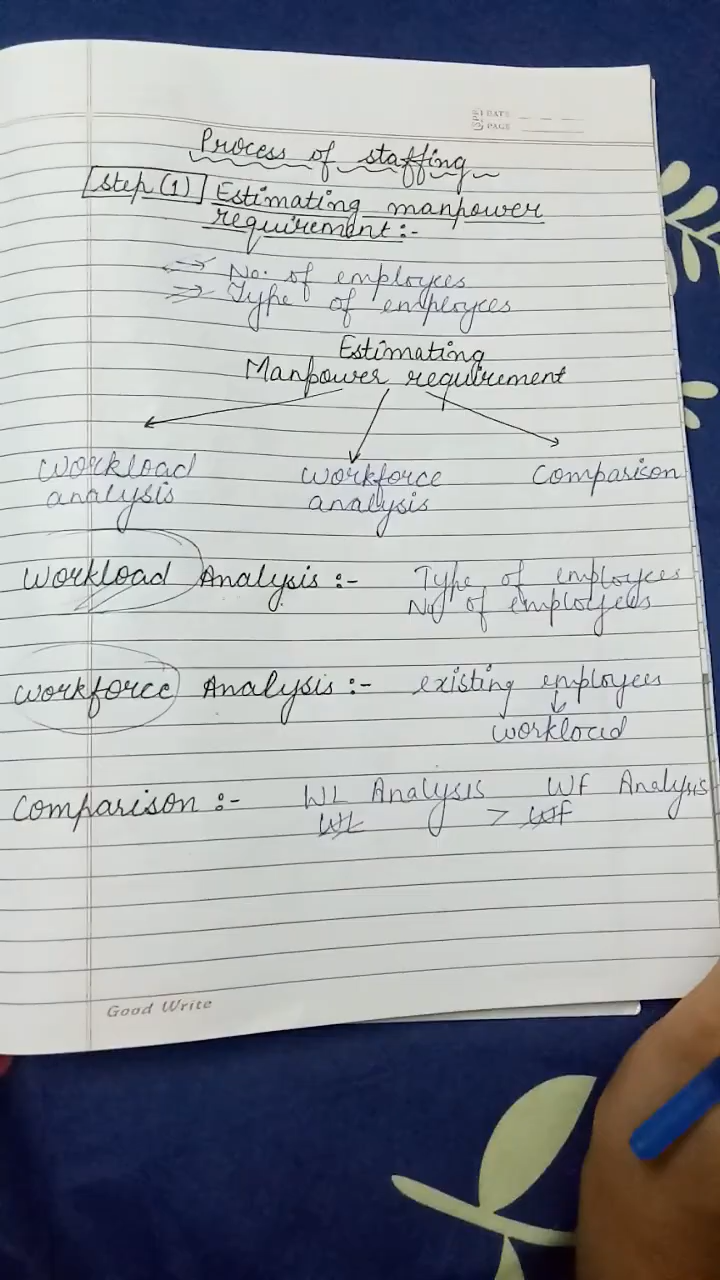 DATE
PAGE
Process of staffing
Step (1) Estimating manpower
requirement :-
⇒ No. of employees
⇒ Type of employees
Estimating
Manpower requirement
Workload analysis
Workforce analysis
Comparison
Workload Analysis :- Type of employees
No of employees
Workforce Analysis :- existing employees
↓
workload
Comparison :- WL Analysis WF Analysis
WL > WF
Good Write